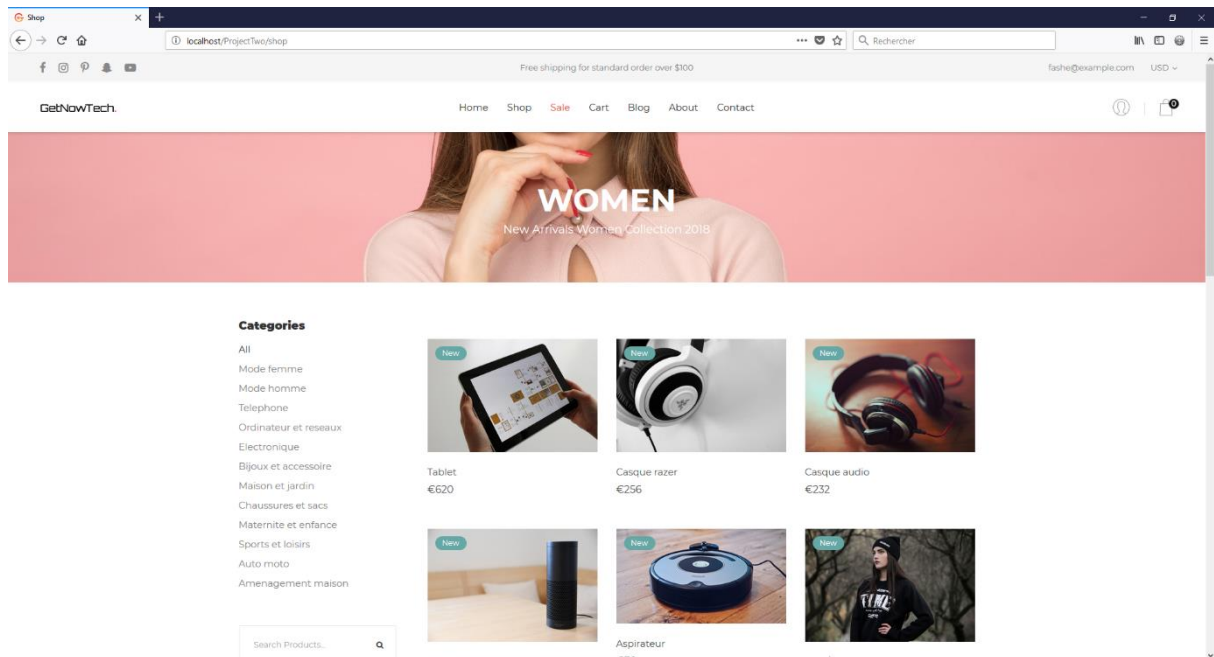 Shop
localhost/ProjectTwo/shop
Rechercher
Free shipping for standard order over $100
fashe@example.com USD
GetNowTech.
Home Shop Sale Cart Blog About Contact
0
WOMEN
New Arrivals Women Collection 2018
Categories
All
Mode femme
Mode homme
Telephone
Ordinateur et reseaux
Electronique
Bijoux et accessoire
Maison et jardin
Chaussures et sacs
Maternite et enfance
Sports et loisirs
Auto moto
Amenagement maison
Search Products...
New
Tablet
€620
New
Casque razer
€256
New
Casque audio
€232
New
New
Aspirateur
New
TIME